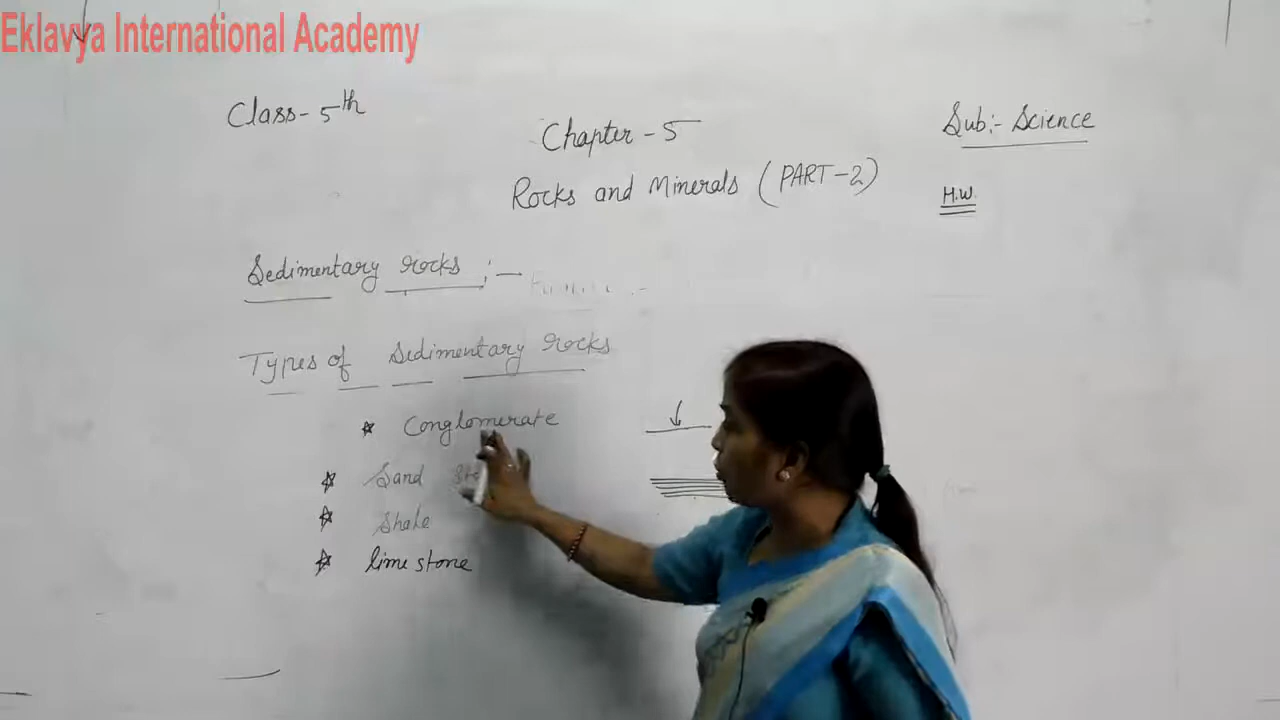 Eklavya International Academy
Class-5th
Chapter-5
Sub:- Science
Rocks and Minerals (PART-2)
H.W.
Sedimentary rocks :-
Types of Sedimentary rocks
Conglomerate
Sand
Shale
lime stone